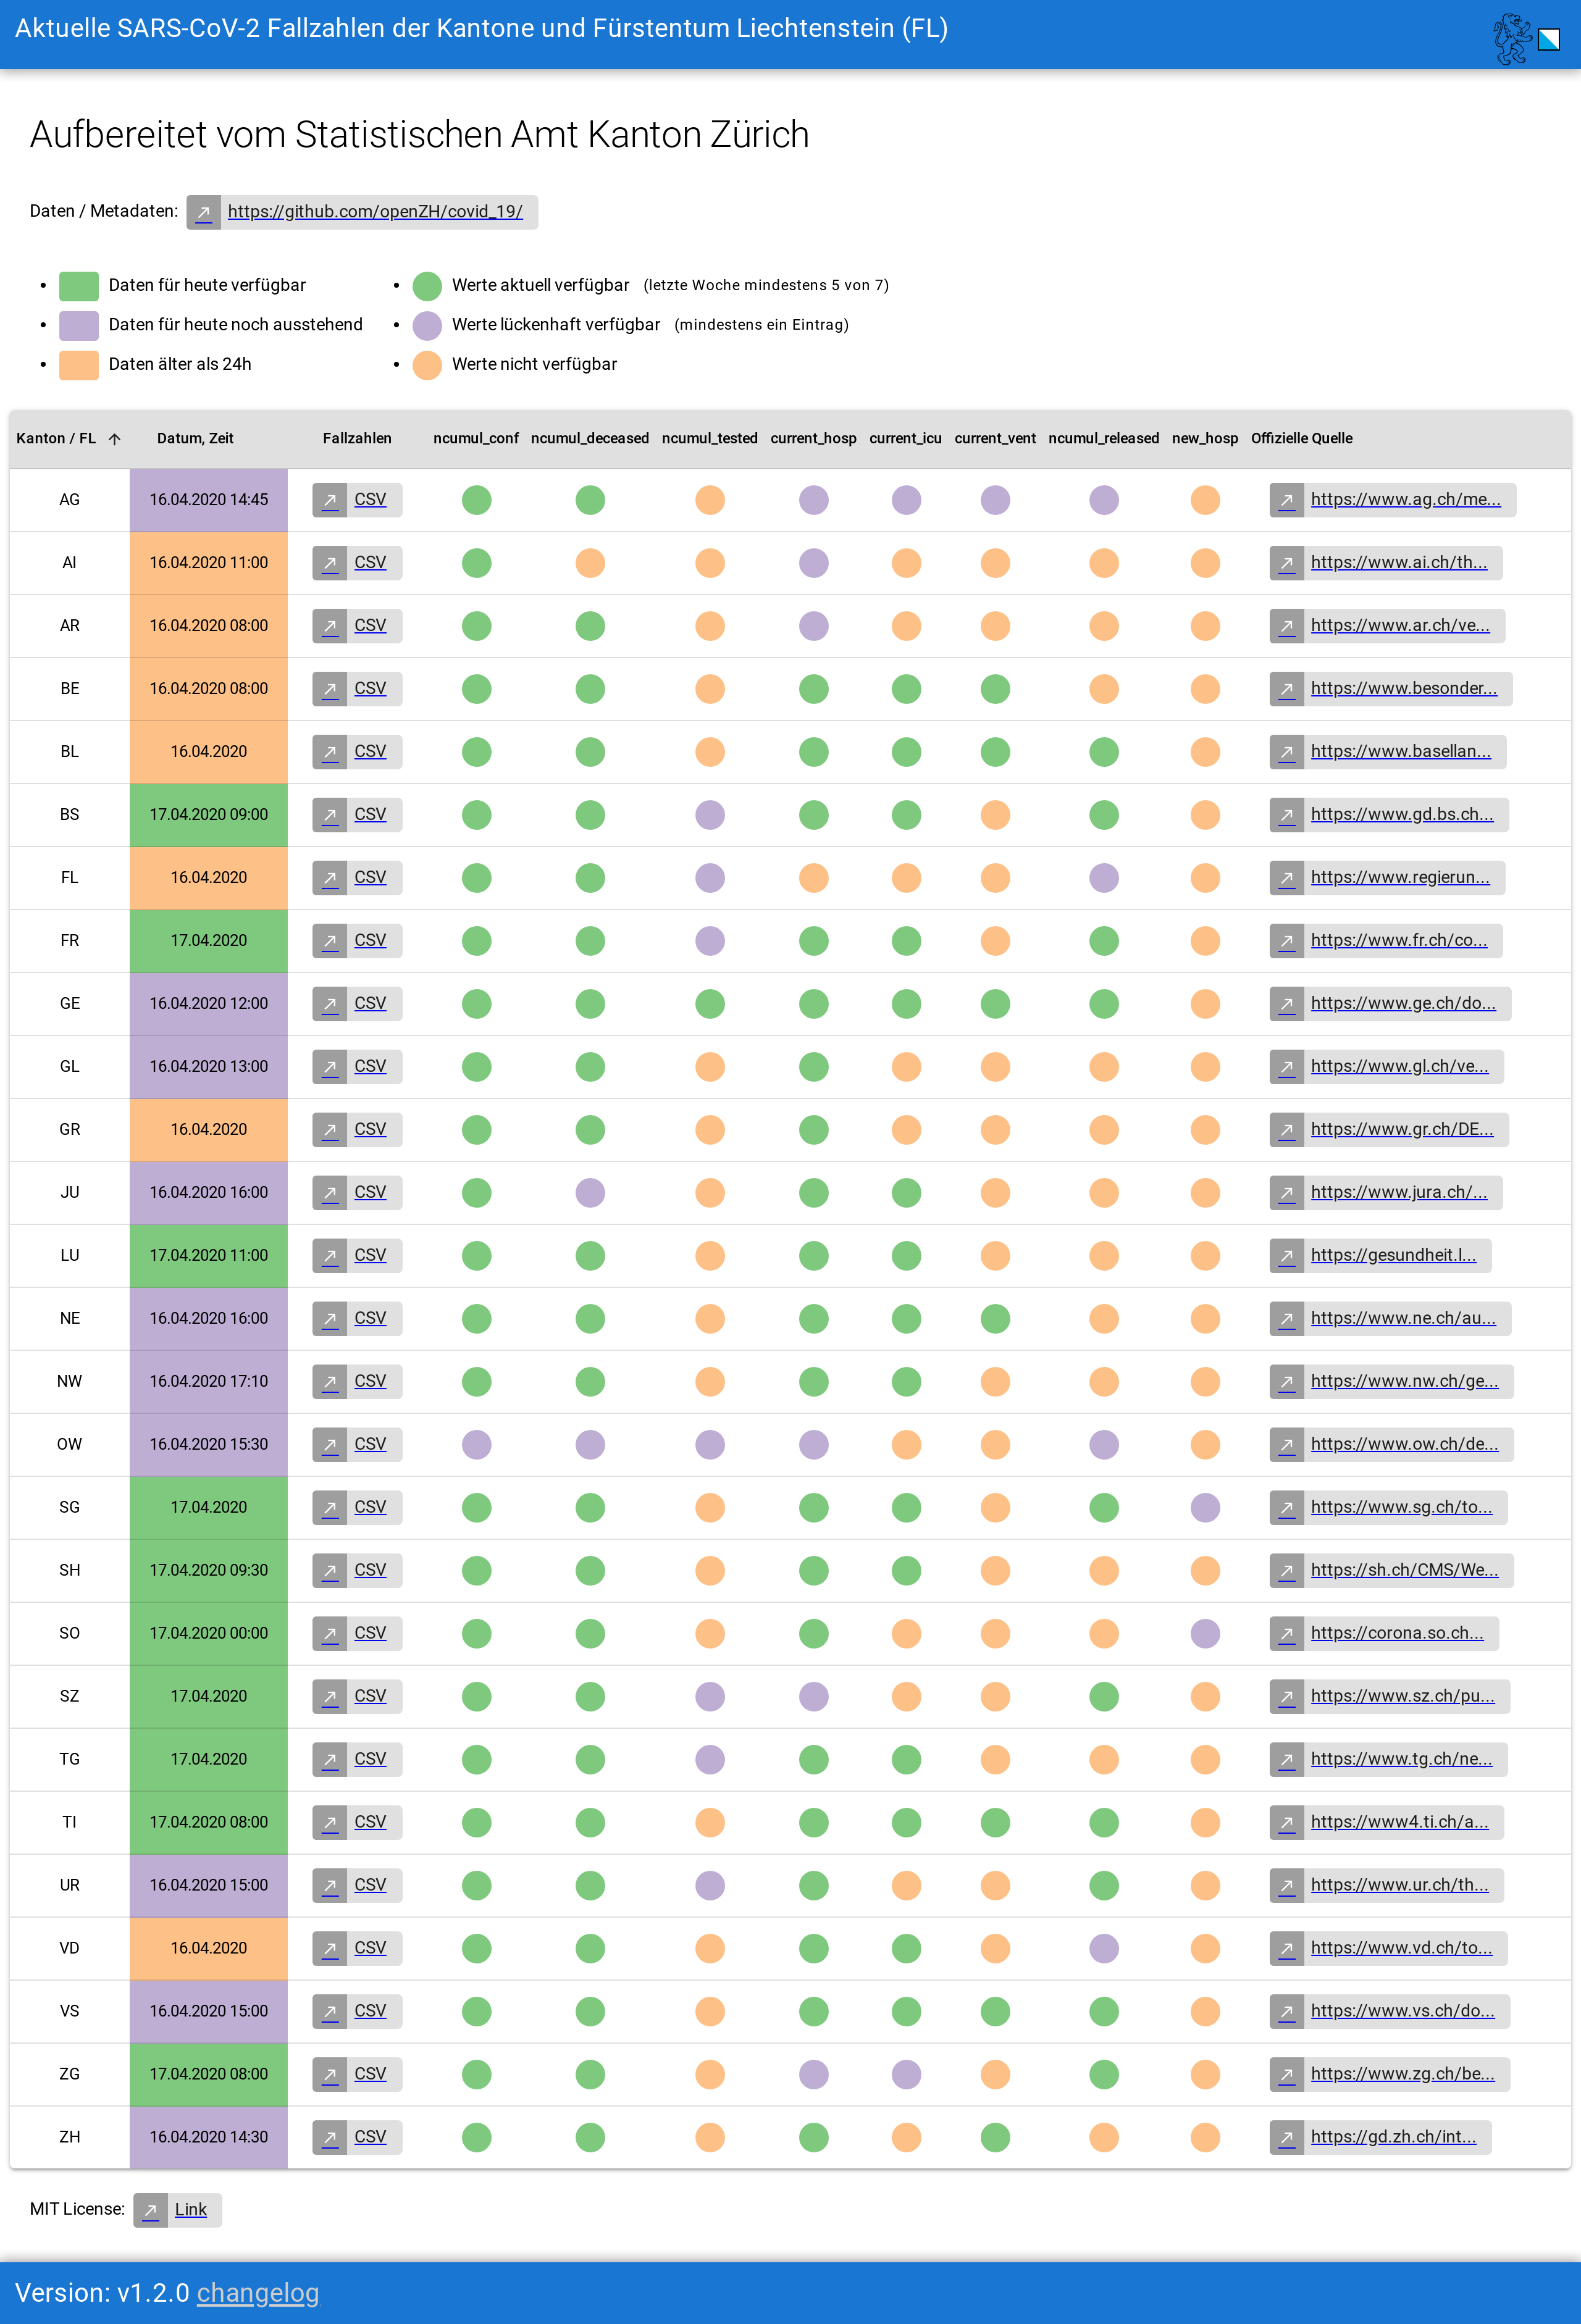 Aktuelle SARS-CoV-2 Fallzahlen der Kantone und Fürstentum Liechtenstein (FL)
Aufbereitet vom Statistischen Amt Kanton Zürich
Daten / Metadaten: https://github.com/openZH/covid_19/
Daten für heute verfügbar
Daten für heute noch ausstehend
Daten älter als 24h
Werte aktuell verfügbar (letzte Woche mindestens 5 von 7)
Werte lückenhaft verfügbar (mindestens ein Eintrag)
Werte nicht verfügbar
Kanton / FL Datum, Zeit Fallzahlen ncumul_conf ncumul_deceased ncumul_tested current_hosp current_icu current_vent ncumul_released new_hosp Offizielle Quelle
AG 16.04.2020 14:45 CSV https://www.ag.ch/me...
AI 16.04.2020 11:00 CSV https://www.ai.ch/th...
AR 16.04.2020 08:00 CSV https://www.ar.ch/ve...
BE 16.04.2020 08:00 CSV https://www.besonder...
BL 16.04.2020 CSV https://www.basellan...
BS 17.04.2020 09:00 CSV https://www.gd.bs.ch...
FL 16.04.2020 CSV https://www.regierun...
FR 17.04.2020 CSV https://www.fr.ch/co...
GE 16.04.2020 12:00 CSV https://www.ge.ch/do...
GL 16.04.2020 13:00 CSV https://www.gl.ch/ve...
GR 16.04.2020 CSV https://www.gr.ch/DE...
JU 16.04.2020 16:00 CSV https://www.jura.ch/...
LU 17.04.2020 11:00 CSV https://gesundheit.l...
NE 16.04.2020 16:00 CSV https://www.ne.ch/au...
NW 16.04.2020 17:10 CSV https://www.nw.ch/ge...
OW 16.04.2020 15:30 CSV https://www.ow.ch/de...
SG 17.04.2020 CSV https://www.sg.ch/to...
SH 17.04.2020 09:30 CSV https://sh.ch/CMS/We...
SO 17.04.2020 00:00 CSV https://corona.so.ch...
SZ 17.04.2020 CSV https://www.sz.ch/pu...
TG 17.04.2020 CSV https://www.tg.ch/ne...
TI 17.04.2020 08:00 CSV https://www4.ti.ch/a...
UR 16.04.2020 15:00 CSV https://www.ur.ch/th...
VD 16.04.2020 CSV https://www.vd.ch/to...
VS 16.04.2020 15:00 CSV https://www.vs.ch/do...
ZG 17.04.2020 08:00 CSV https://www.zg.ch/be...
ZH 16.04.2020 14:30 CSV https://gd.zh.ch/int...
MIT License: Link
Version: v1.2.0 changelog